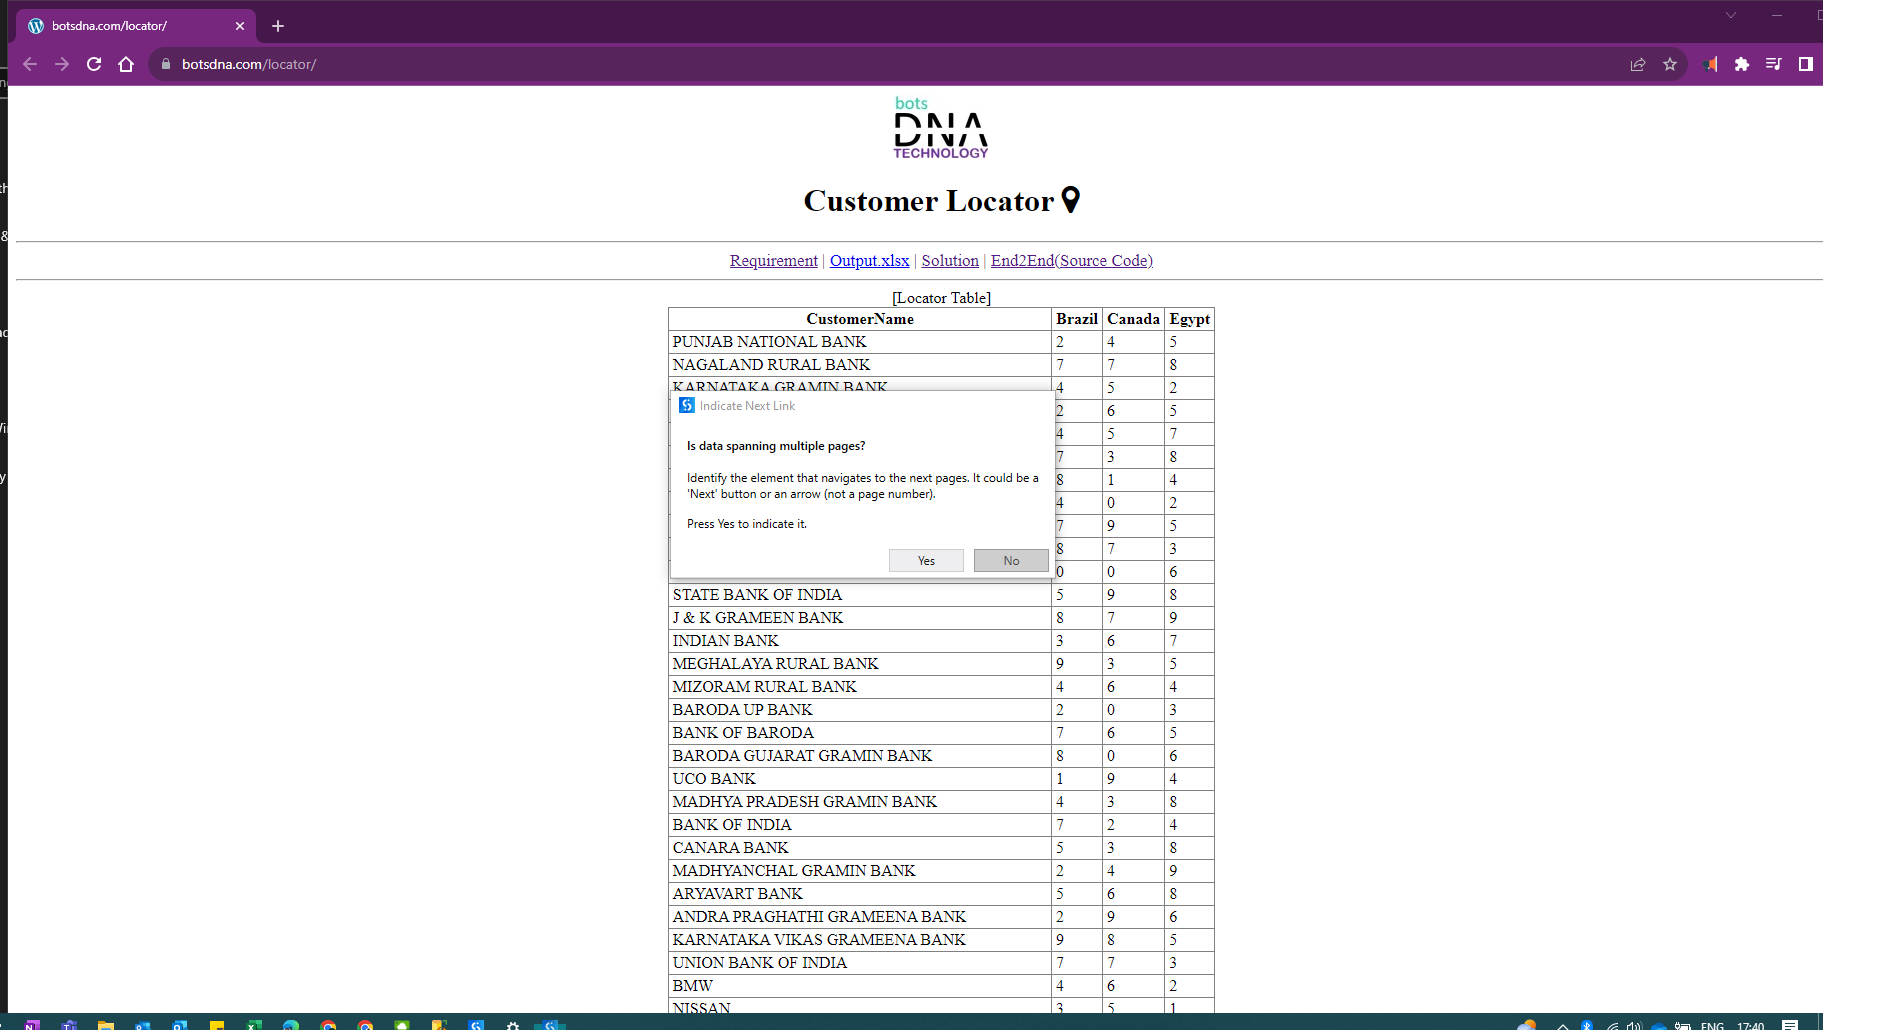 botsdna.com/locator/
botsdna.com/locator/
bots
DNA
TECHNOLOGY
Customer Locator
Requirement | Output.xlsx | Solution | End2End(Source Code)
[Locator Table]
CustomerName Brazil Canada Egypt
PUNJAB NATIONAL BANK 2 4 5
NAGALAND RURAL BANK 7 7 8
KARNATAKA GRAMIN BANK 4 5 2
2 6 5
4 5 7
7 3 8
8 1 4
4 0 2
7 9 5
8 7 3
0 0 6
Indicate Next Link
Is data spanning multiple pages?
Identify the element that navigates to the next pages. It could be a
'Next' button or an arrow (not a page number).
Press Yes to indicate it.
Yes No
STATE BANK OF INDIA 5 9 8
J & K GRAMEEN BANK 8 7 9
INDIAN BANK 3 6 7
MEGHALAYA RURAL BANK 9 3 5
MIZORAM RURAL BANK 4 6 4
BARODA UP BANK 2 0 3
BANK OF BARODA 7 6 5
BARODA GUJARAT GRAMIN BANK 8 0 6
UCO BANK 1 9 4
MADHYA PRADESH GRAMIN BANK 4 3 8
BANK OF INDIA 7 2 4
CANARA BANK 5 3 8
MADHYANCHAL GRAMIN BANK 2 4 9
ARYAVART BANK 5 6 8
ANDRA PRAGHATHI GRAMEENA BANK 2 9 6
KARNATAKA VIKAS GRAMEENA BANK 9 8 5
UNION BANK OF INDIA 7 7 3
BMW 4 6 2
NISSAN 3 5 1
ENG 17:40